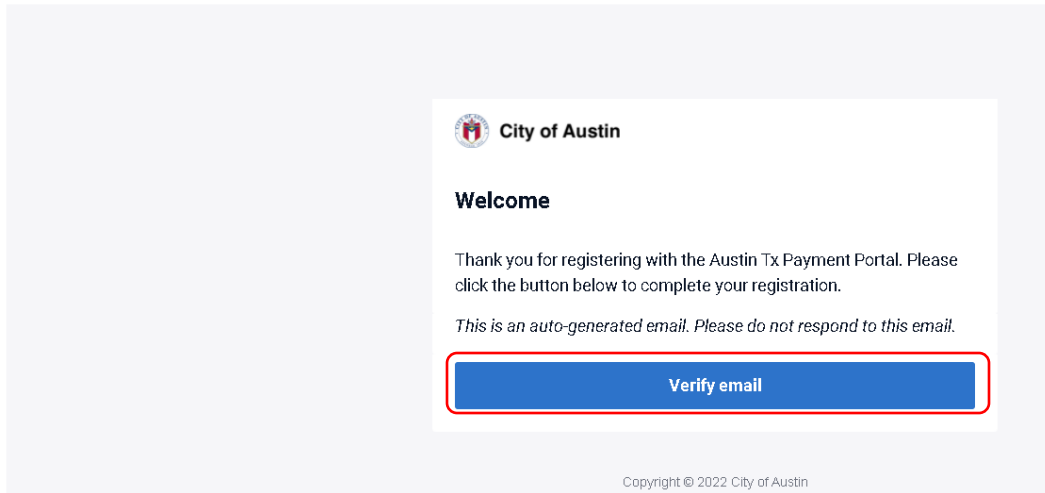 City of Austin
Welcome
Thank you for registering with the Austin Tx Payment Portal. Please
click the button below to complete your registration.
This is an auto-generated email. Please do not respond to this email.
Verify email
Copyright © 2022 City of Austin